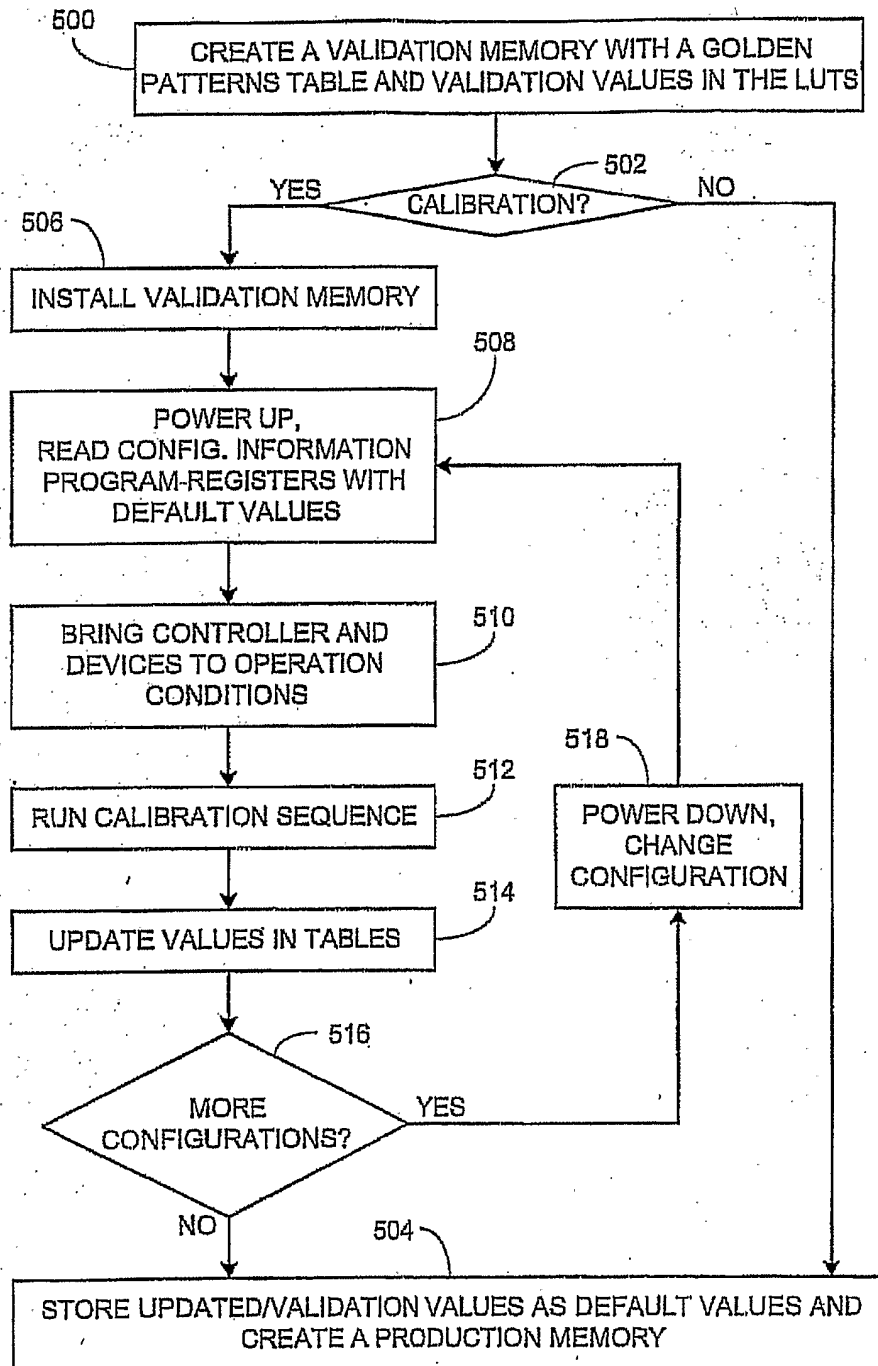 500
CREATE A VALIDATION MEMORY WITH A GOLDEN
PATTERNS TABLE AND VALIDATION VALUES IN THE LUTS
502
YES
CALIBRATION?
NO
506
INSTALL VALIDATION MEMORY
508
POWER UP,
READ CONFIG. INFORMATION
PROGRAM-REGISTERS WITH
DEFAULT VALUES
BRING CONTROLLER AND
DEVICES TO OPERATION
CONDITIONS
510
RUN CALIBRATION SEQUENCE
512
518
POWER DOWN,
CHANGE
CONFIGURATION
UPDATE VALUES IN TABLES
514
516
MORE
CONFIGURATIONS?
YES
NO
504
STORE UPDATED/VALIDATION VALUES AS DEFAULT VALUES AND
CREATE A PRODUCTION MEMORY